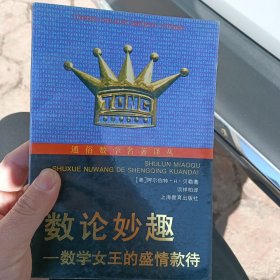 TONG
通俗数学名著译丛
SHULUN MIAOQU
SHUXUE NUWANG DE SHENGQING KUANDAI
[美]阿尔伯特·H·贝勒著
谈祥柏译
上海教育出版社
数论妙趣
—数学女王的盛情款待